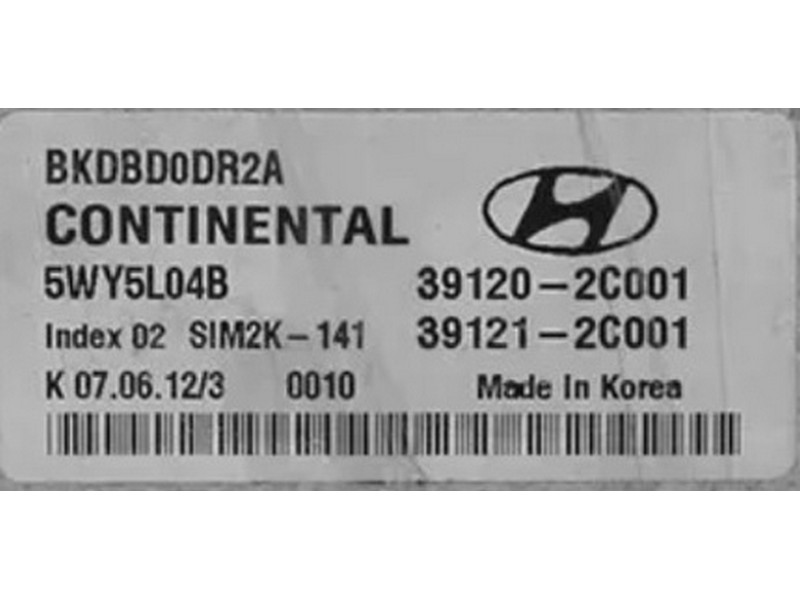 BKDBD0DR2A
CONTINENTAL
5WY5L04B 39120-2C001
Index 02 SIM2K-141 39121-2C001
K 07.06.12/3 0010 Made in Korea